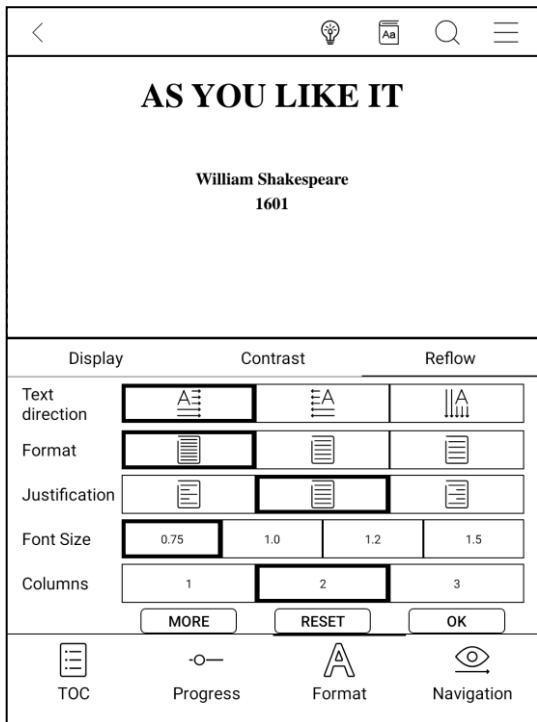 Aa
AS YOU LIKE IT
William Shakespeare
1601
Display Contrast Reflow
Text
direction
A A A
Format
Justification
Font Size 0.75 1.0 1.2 1.5
Columns 1 2 3
MORE RESET OK
A
TOC Progress Format Navigation